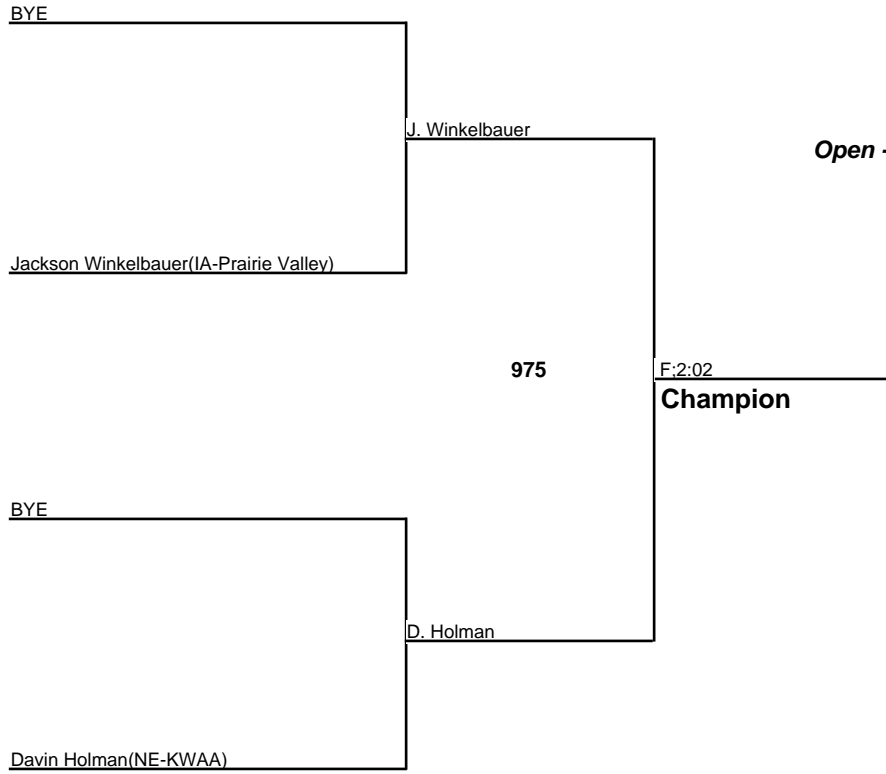 BYE
J. Winkelbauer
Open -
Jackson Winkelbauer(IA-Prairie Valley)
975
F;2:02
Champion
BYE
D. Holman
Davin Holman(NE-KWAA)